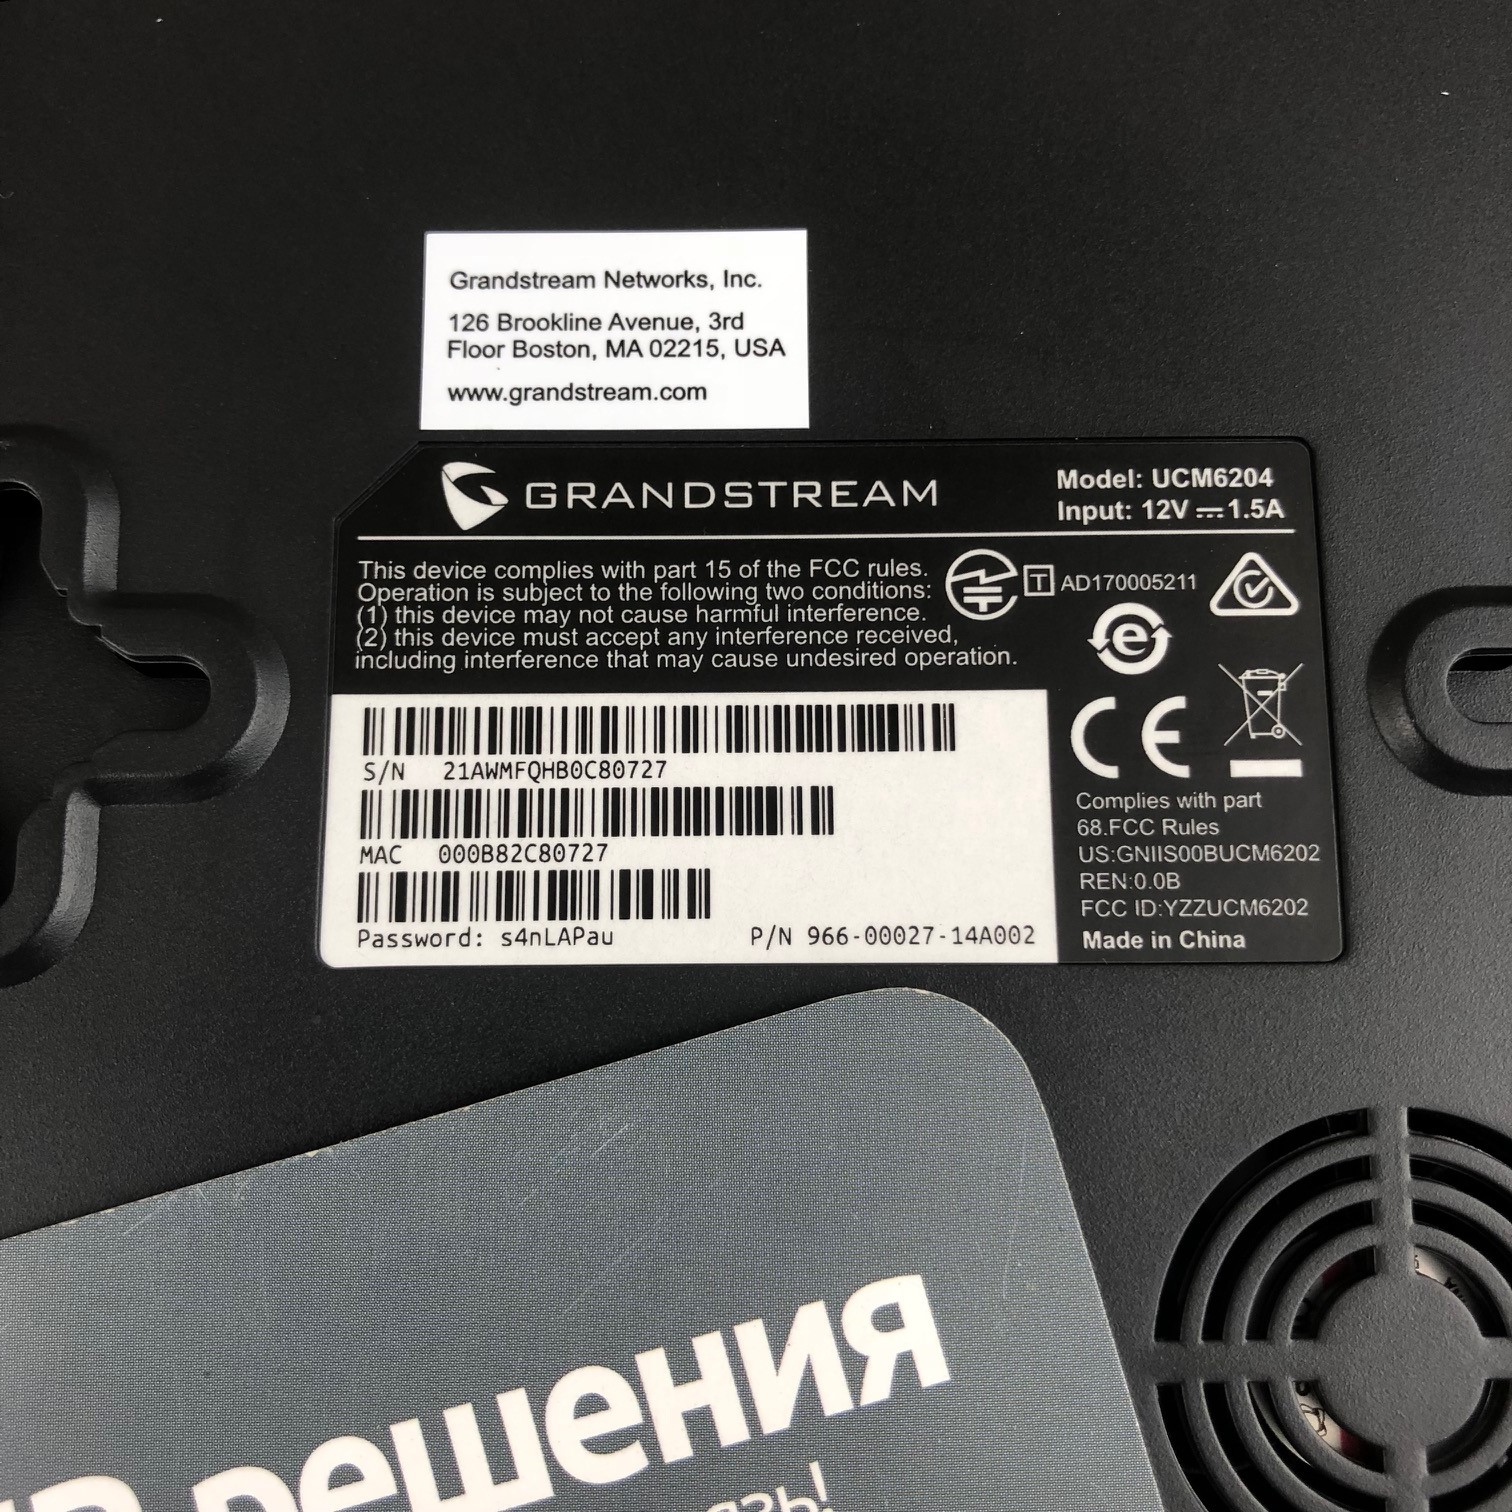 Grandstream Networks, Inc.
126 Brookline Avenue, 3rd
Floor Boston, MA 02215, USA
www.grandstream.com
GRANDSTREAM
Model: UCM6204
Input: 12V⎓1.5A
This device complies with part 15 of the FCC rules.
Operation is subject to the following two conditions:
(1) this device may not cause harmful interference.
(2) this device must accept any interference received,
including interference that may cause undesired operation.
T AD170005211
e
CE
S/N 21AWMFQHB0C80727
MAC 000B82C80727
Password: s4nLAPau
P/N 966-00027-14A002
Complies with part
68.FCC Rules
US:GNIIS00BUCM6202
REN:0.0B
FCC ID:YZZUCM6202
Made in China
решения